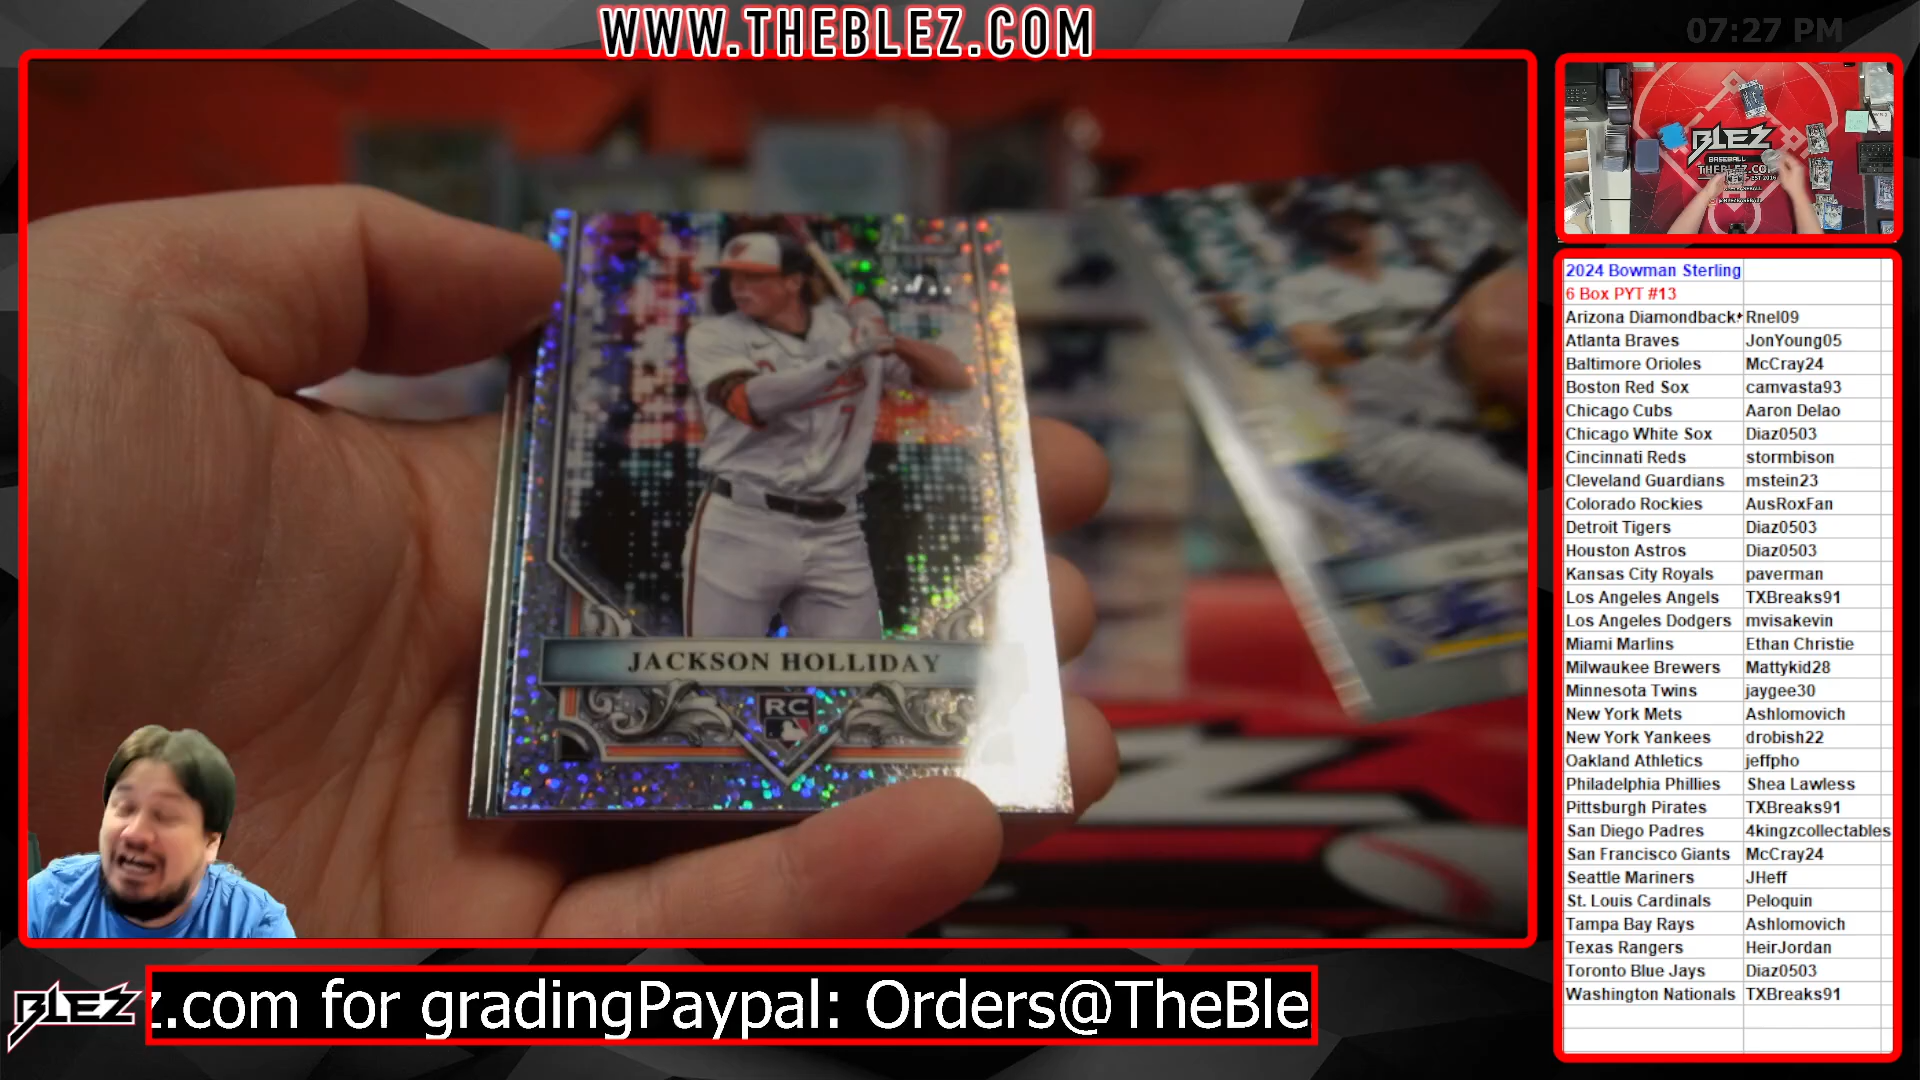 WWW.THEBLEZ.COM
07:27 PM
BLEZ
BASEBALL
2024 Bowman Sterling
6 Box PYT #13
Arizona Diamondback Rnel09
Atlanta Braves JonYoung05
Baltimore Orioles McCray24
Boston Red Sox camvasta93
Chicago Cubs Aaron Delao
Chicago White Sox Diaz0503
Cincinnati Reds stormbison
Cleveland Guardians mstein23
Colorado Rockies AusRoxFan
Detroit Tigers Diaz0503
Houston Astros Diaz0503
Kansas City Royals paverman
Los Angeles Angels TXBreaks91
Los Angeles Dodgers mvisakevin
Miami Marlins Ethan Christie
Milwaukee Brewers Mattykid28
Minnesota Twins jaygee30
New York Mets Ashlomovich
New York Yankees drobish22
Oakland Athletics jeffpho
Philadelphia Phillies Shea Lawless
Pittsburgh Pirates TXBreaks91
San Diego Padres 4kingzcollectables
San Francisco Giants McCray24
Seattle Mariners JHeff
St. Louis Cardinals Peloquin
Tampa Bay Rays Ashlomovich
Texas Rangers HeirJordan
Toronto Blue Jays Diaz0503
Washington Nationals TXBreaks91
JACKSON HOLLIDAY
RC
BLEZ
z.com for gradingPaypal: Orders@TheBle